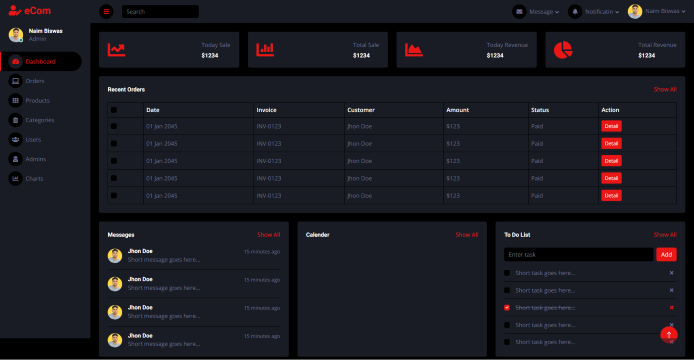 eCom
Search
Message
Notificatin
Naim Biswas
Naim Biswas
Admin
Dashboard
Orders
Products
Categories
Users
Admins
Charts
Today Sale
$1234
Total Sale
$1234
Today Revenue
$1234
Total Revenue
$1234
Recent Orders Show All
Date Invoice Customer Amount Status Action
01 Jan 2045 INV-0123 Jhon Doe $123 Paid Detail
01 Jan 2045 INV-0123 Jhon Doe $123 Paid Detail
01 Jan 2045 INV-0123 Jhon Doe $123 Paid Detail
01 Jan 2045 INV-0123 Jhon Doe $123 Paid Detail
01 Jan 2045 INV-0123 Jhon Doe $123 Paid Detail
Messages Show All
Jhon Doe 15 minutes ago
Short message goes here...
Jhon Doe 15 minutes ago
Short message goes here...
Jhon Doe 15 minutes ago
Short message goes here...
Jhon Doe 15 minutes ago
Short message goes here...
Calender Show All
To Do List Show All
Enter task Add
Short task goes here...
Short task goes here...
Short task goes here...
Short task goes here...
Short task goes here...